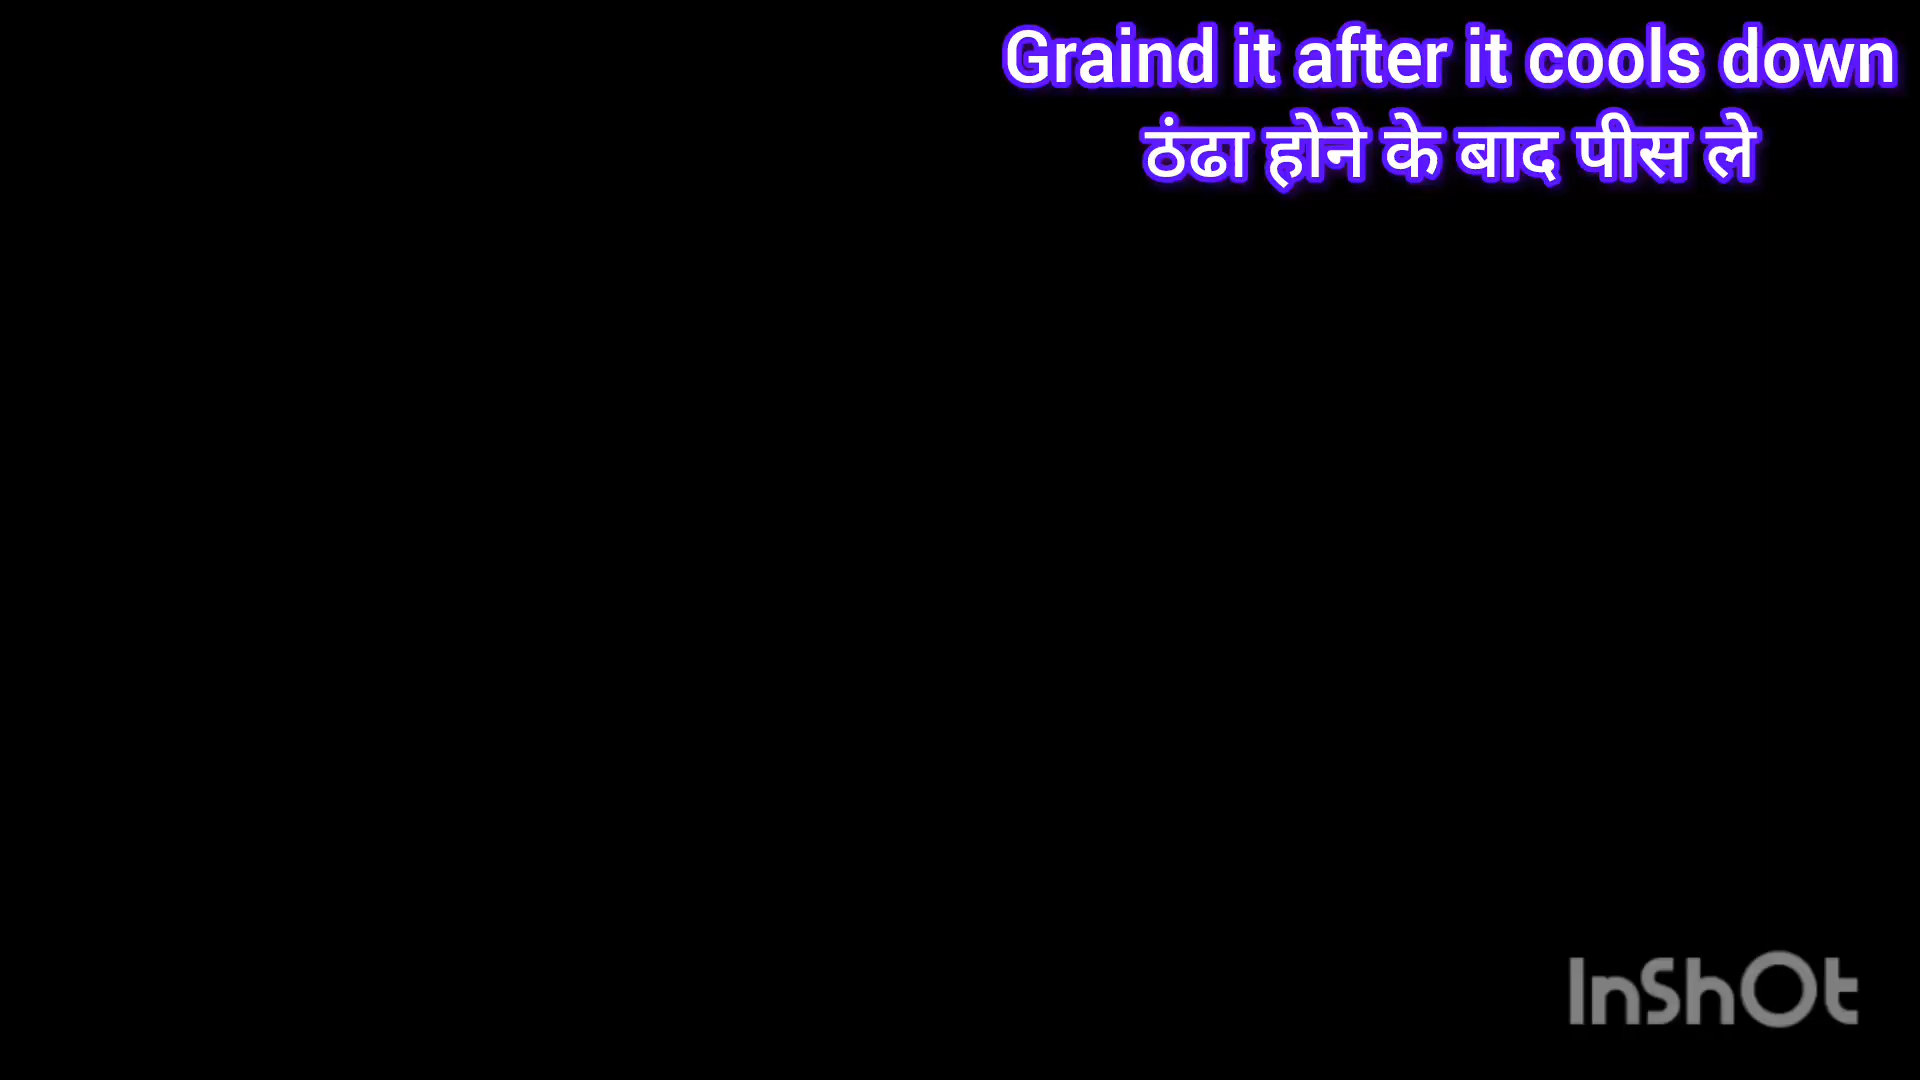 Graind it after it cools down
ठंढा होने के बाद पीस ले
InShOt